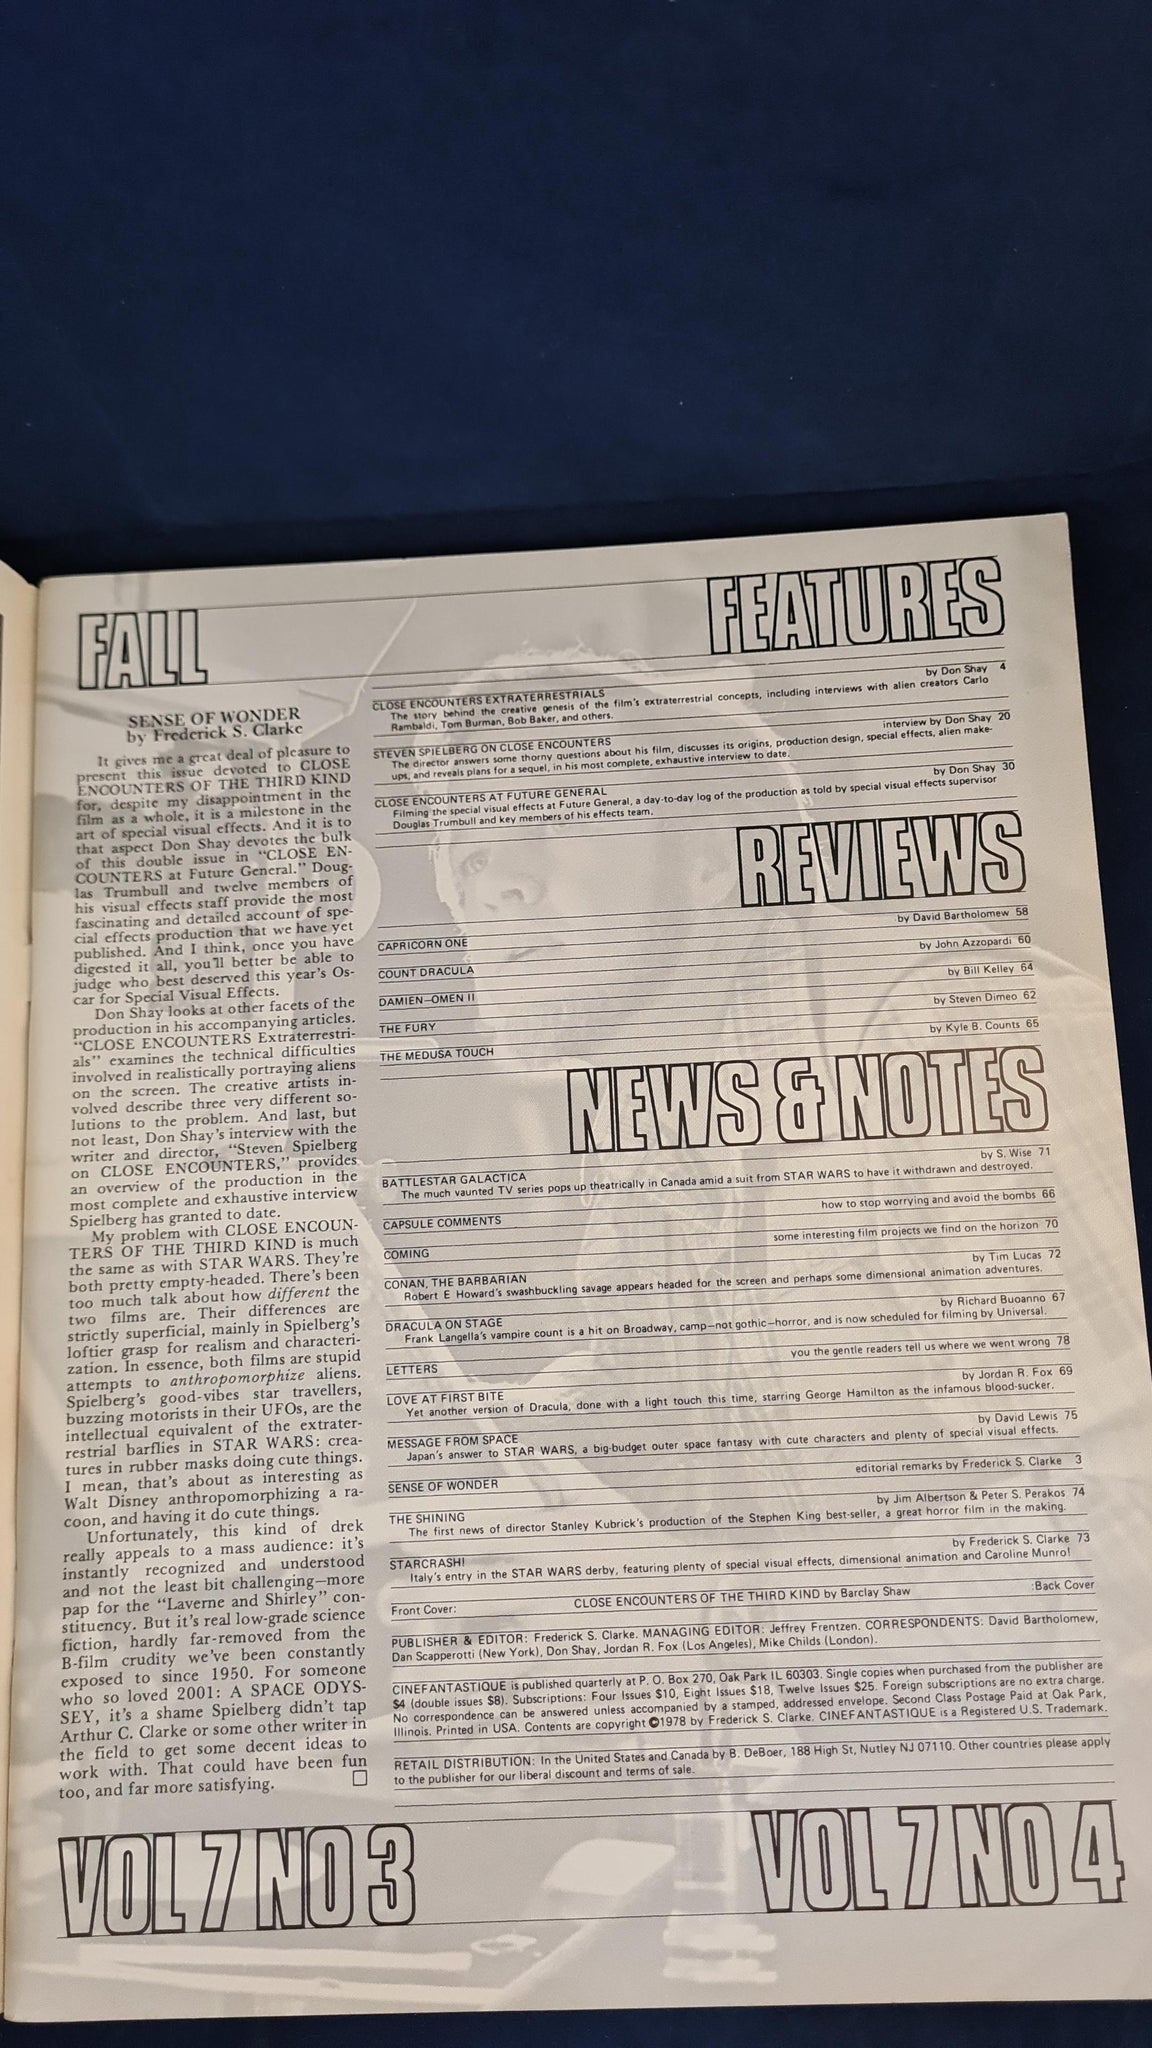 FALL
FEATURES
SENSE OF WONDER
by Frederick S. Clarke
It gives me a great deal of pleasure to
present this issue devoted to CLOSE
ENCOUNTERS OF THE THIRD KIND
for, despite my disappointment in the
film as a whole, it is a milestone in the
art of special visual effects. And it is to
that aspect Don Shay devotes the bulk
of this double issue in “CLOSE EN-
COUNTERS at Future General.” Doug-
las Trumbull and twelve members of
his visual effects staff provide the most
fascinating and detailed account of spe-
cial effects production that we have yet
published. And I think, once you have
digested it all, you'll better be able to
judge who best deserved this year's Os-
car for Special Visual Effects.
Don Shay looks at other facets of the
production in his accompanying articles.
“CLOSE ENCOUNTERS Extraterrestri-
als” examines the technical difficulties
involved in realistically portraying aliens
on the screen. The creative artists in-
volved describe three very different so-
lutions to the problem. And last, but
not least, Don Shay's interview with the
writer and director, “Steven Spielberg
on CLOSE ENCOUNTERS,” provides
an overview of the production in the
most complete and exhaustive interview
Spielberg has granted to date.
My problem with CLOSE ENCOUN-
TERS OF THE THIRD KIND is much
the same as with STAR WARS. They're
both pretty empty-headed. There's been
too much talk about how different the
two films are. Their differences are
strictly superficial, mainly in Spielberg's
loftier grasp for realism and characteri-
zation. In essence, both films are stupid
attempts to anthropomorphize aliens.
Spielberg's good-vibes star travellers,
buzzing motorists in their UFOs, are the
intellectual equivalent of the extrater-
restrial barflies in STAR WARS: crea-
tures in rubber masks doing cute things.
I mean, that's about as interesting as
Walt Disney anthropomorphizing a ra-
coon, and having it do cute things.
Unfortunately, this kind of drek
really appeals to a mass audience: it's
instantly recognized and understood
and not the least bit challenging—more
pap for the “Laverne and Shirley” con-
stituency. But it's real low-grade science
fiction, hardly far-removed from the
B-film crudity we've been constantly
exposed to since 1950. For someone
who so loved 2001: A SPACE ODYS-
SEY, it's a shame Spielberg didn't tap
Arthur C. Clarke or some other writer in
the field to get some decent ideas to
work with. That could have been fun
too, and far more satisfying.
by Don Shay 4
CLOSE ENCOUNTERS EXTRATERRESTRIALS
The story behind the creative genesis of the film's extraterrestrial concepts, including interviews with alien creators Carlo
Rambaldi, Tom Burman, Bob Baker, and others.
interview by Don Shay 20
STEVEN SPIELBERG ON CLOSE ENCOUNTERS
The director answers some thorny questions about his film, discusses its origins, production design, special effects, alien make-
ups, and reveals plans for a sequel, in his most complete, exhaustive interview to date.
by Don Shay 30
CLOSE ENCOUNTERS AT FUTURE GENERAL
Filming the special visual effects at Future General, a day-to-day log of the production as told by special visual effects supervisor
Douglas Trumbull and key members of his effects team.
REVIEWS
by David Bartholomew 58
CAPRICORN ONE
by John Azzopardi 60
COUNT DRACULA
by Bill Kelley 64
DAMIEN—OMEN II
by Steven Dimeo 62
THE FURY
by Kyle B. Counts 65
THE MEDUSA TOUCH
NEWS & NOTES
by S. Wise 71
BATTLESTAR GALACTICA
The much vaunted TV series pops up theatrically in Canada amid a suit from STAR WARS to have it withdrawn and destroyed.
how to stop worrying and avoid the bombs 66
CAPSULE COMMENTS
some interesting film projects we find on the horizon 70
COMING
by Tim Lucas 72
CONAN, THE BARBARIAN
Robert E Howard's swashbuckling savage appears headed for the screen and perhaps some dimensional animation adventures.
by Richard Buoanno 67
DRACULA ON STAGE
Frank Langella's vampire count is a hit on Broadway, camp—not gothic—horror, and is now scheduled for filming by Universal.
you the gentle readers tell us where we went wrong 78
LETTERS
by Jordan R. Fox 69
LOVE AT FIRST BITE
Yet another version of Dracula, done with a light touch this time, starring George Hamilton as the infamous blood-sucker.
by David Lewis 75
MESSAGE FROM SPACE
Japan's answer to STAR WARS, a big-budget outer space fantasy with cute characters and plenty of special visual effects.
editorial remarks by Frederick S. Clarke 3
SENSE OF WONDER
by Jim Albertson & Peter S. Perakos 74
THE SHINING
The first news of director Stanley Kubrick's production of the Stephen King best-seller, a great horror film in the making.
by Frederick S. Clarke 73
STARCRASH!
Italy's entry in the STAR WARS derby, featuring plenty of special visual effects, dimensional animation and Caroline Munro!
Front Cover: CLOSE ENCOUNTERS OF THE THIRD KIND by Barclay Shaw :Back Cover
PUBLISHER & EDITOR: Frederick S. Clarke. MANAGING EDITOR: Jeffrey Frentzen. CORRESPONDENTS: David Bartholomew,
Dan Scapperotti (New York), Don Shay, Jordan R. Fox (Los Angeles), Mike Childs (London).
CINEFANTASTIQUE is published quarterly at P. O. Box 270, Oak Park IL 60303. Single copies when purchased from the publisher are
$4 (double issues $8). Subscriptions: Four Issues $10, Eight Issues $18, Twelve Issues $25. Foreign subscriptions are no extra charge.
No correspondence can be answered unless accompanied by a stamped, addressed envelope. Second Class Postage Paid at Oak Park,
Illinois. Printed in USA. Contents are copyright ©1978 by Frederick S. Clarke. CINEFANTASTIQUE is a Registered U.S. Trademark.
RETAIL DISTRIBUTION: In the United States and Canada by B. DeBoer, 188 High St, Nutley NJ 07110. Other countries please apply
to the publisher for our liberal discount and terms of sale.
VOL 7 NO 3
VOL 7 NO 4